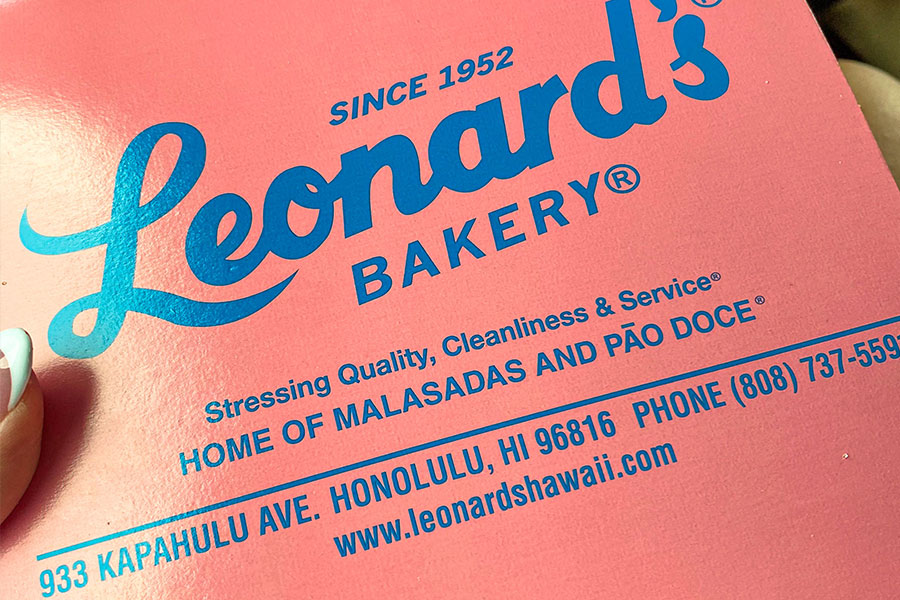 SINCE 1952
Leonard's®
BAKERY®
Stressing Quality, Cleanliness & Service®
HOME OF MALASADAS AND PĀO DOCE®
933 KAPAHULU AVE. HONOLULU, HI 96816 PHONE (808) 737-559
www.leonardshawaii.com